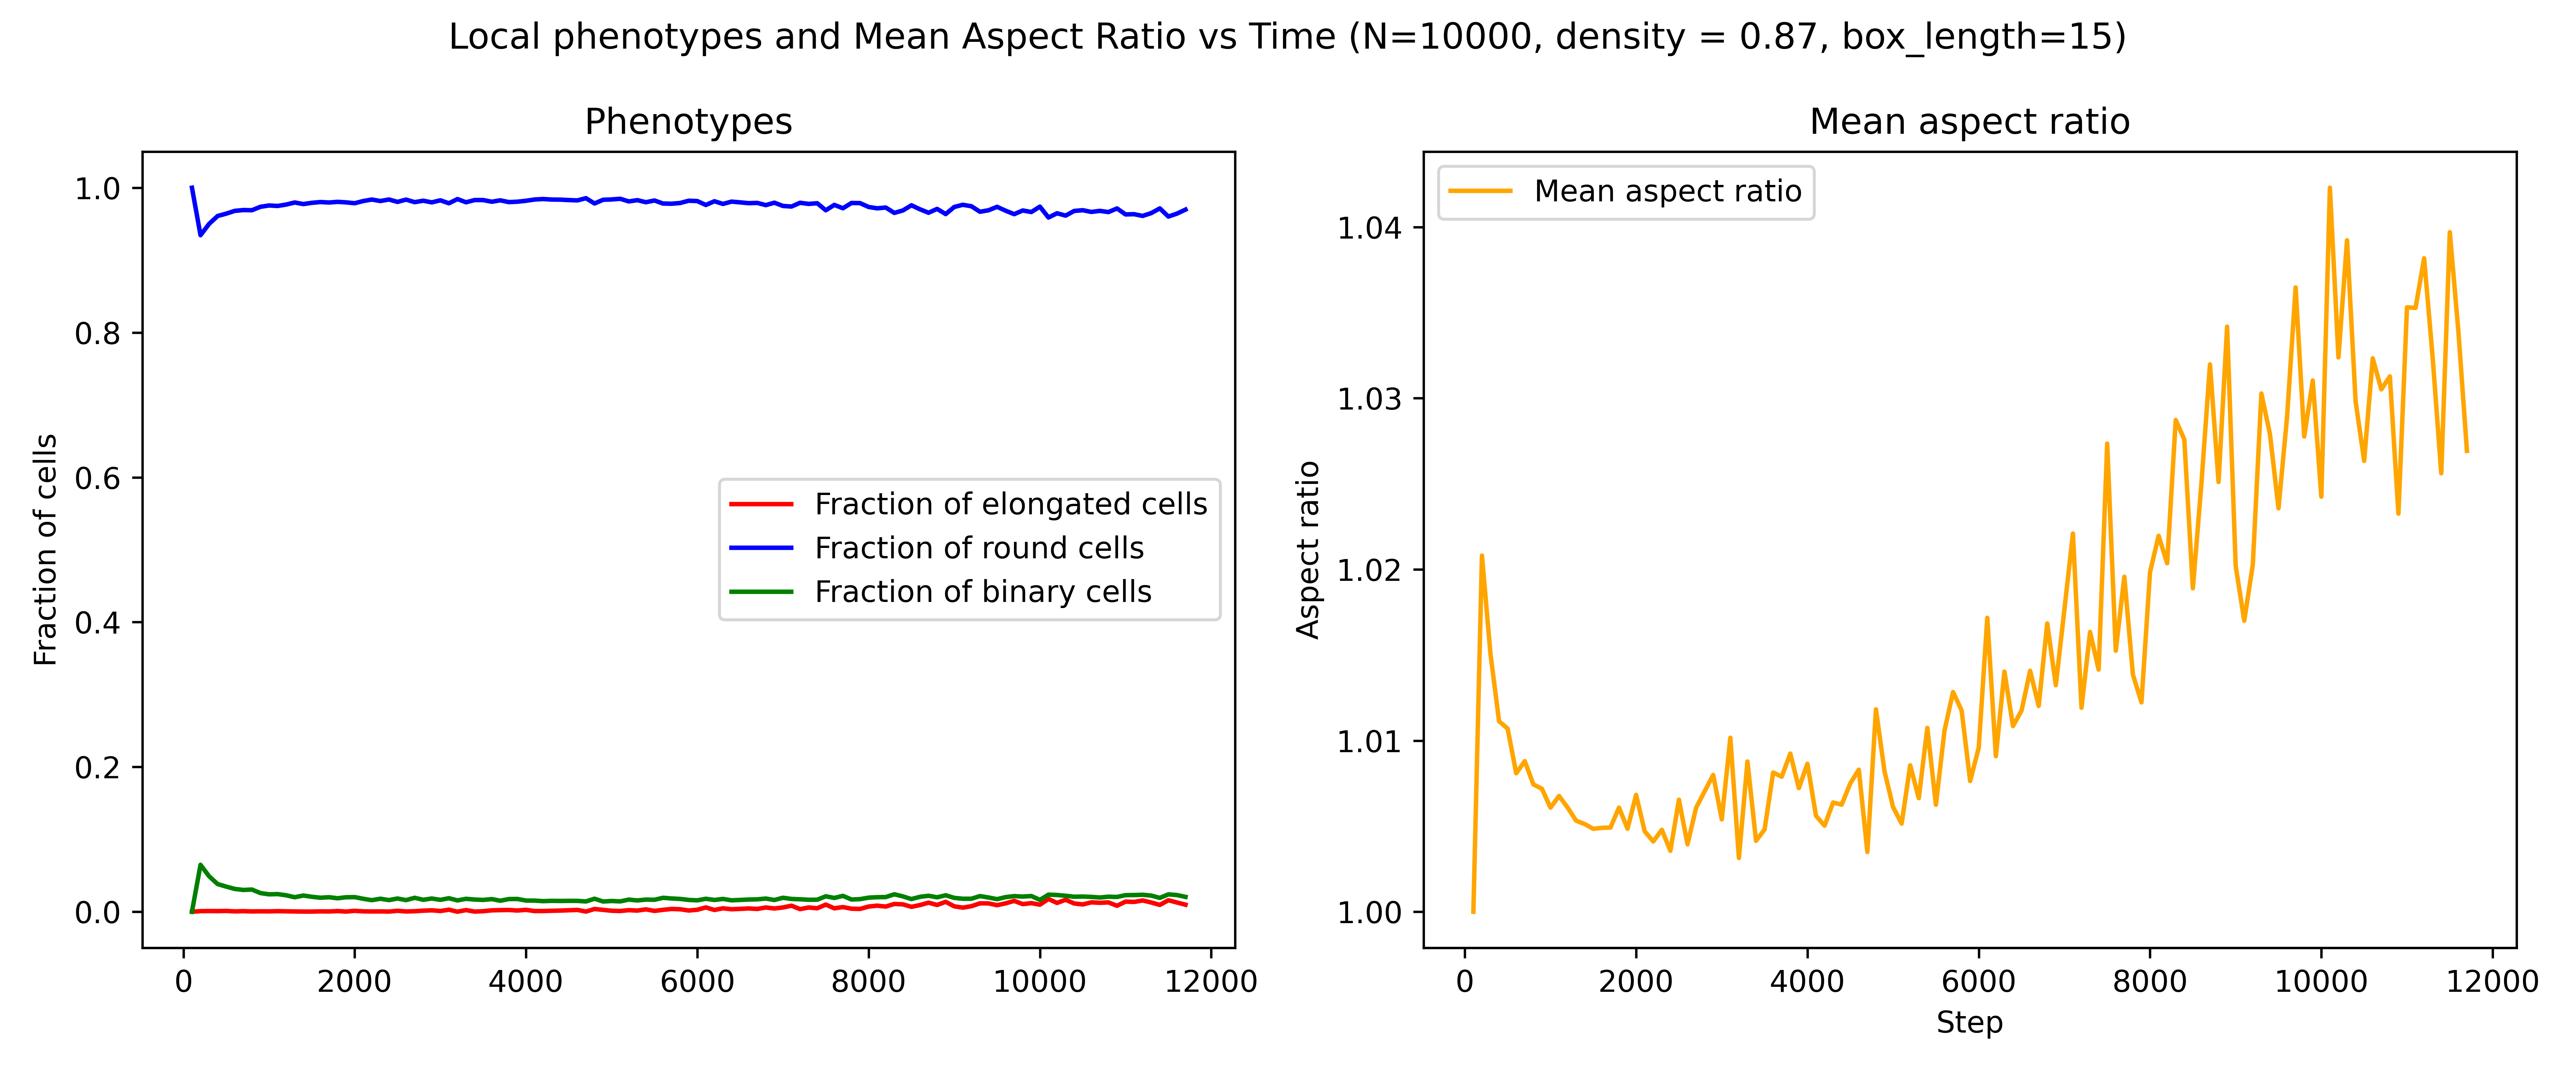 Local phenotypes and Mean Aspect Ratio vs Time (N=10000, density = 0.87, box_length=15)
Phenotypes
Fraction of cells
1.0
0.8
0.6
0.4
0.2
0.0
Fraction of elongated cells
Fraction of round cells
Fraction of binary cells
0 2000 4000 6000 8000 10000 12000
Mean aspect ratio
Mean aspect ratio
Aspect ratio
1.04
1.03
1.02
1.01
1.00
0 2000 4000 6000 8000 10000 12000
Step